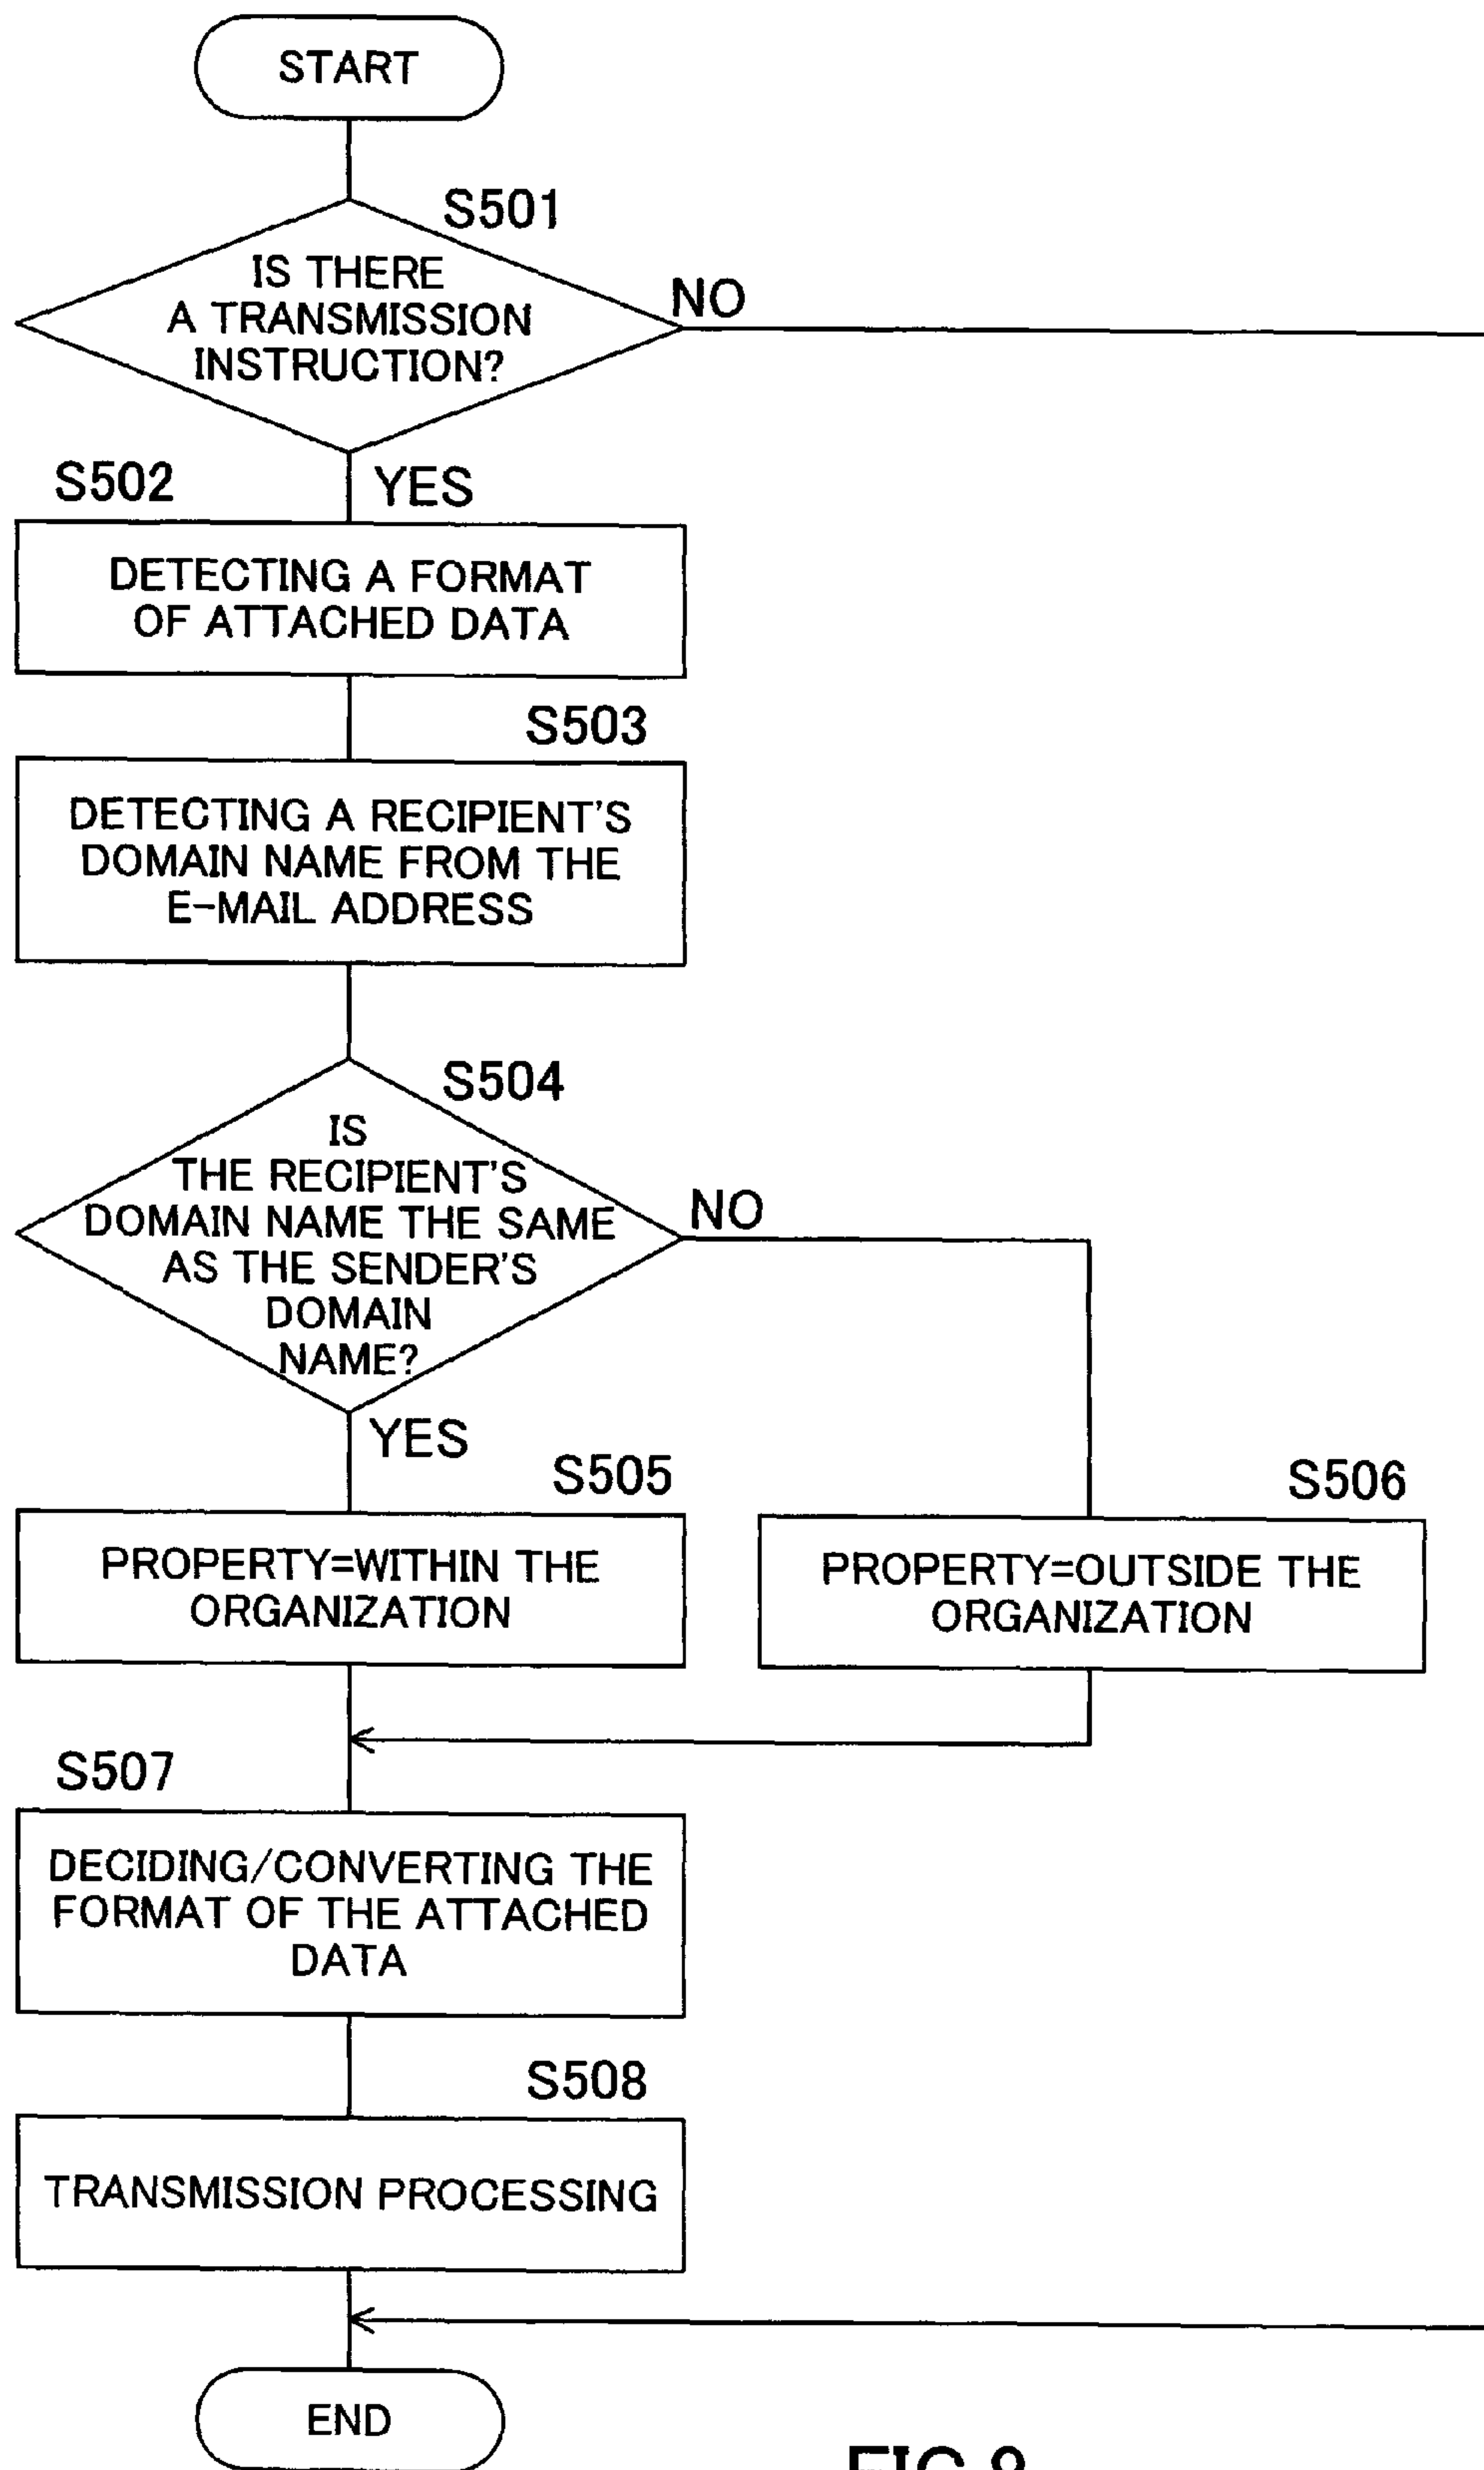 START
S501
IS THERE
A TRANSMISSION
INSTRUCTION?
NO
YES
S502
DETECTING A FORMAT
OF ATTACHED DATA
S503
DETECTING A RECIPIENT'S
DOMAIN NAME FROM THE
E-MAIL ADDRESS
S504
IS
THE RECIPIENT'S
DOMAIN NAME THE SAME
AS THE SENDER'S
DOMAIN
NAME?
NO
YES
S505
PROPERTY=WITHIN THE
ORGANIZATION
S506
PROPERTY=OUTSIDE THE
ORGANIZATION
S507
DECIDING/CONVERTING THE
FORMAT OF THE ATTACHED
DATA
S508
TRANSMISSION PROCESSING
END